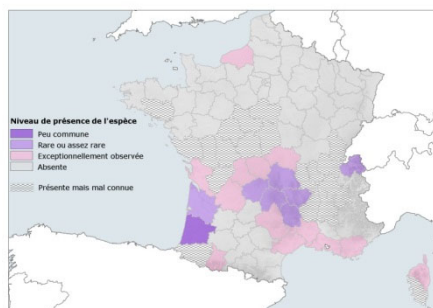 Niveau de présence de l'espèce
Peu commune
Rare ou assez rare
Exceptionnellement observée
Absente
Présente mais mal connue